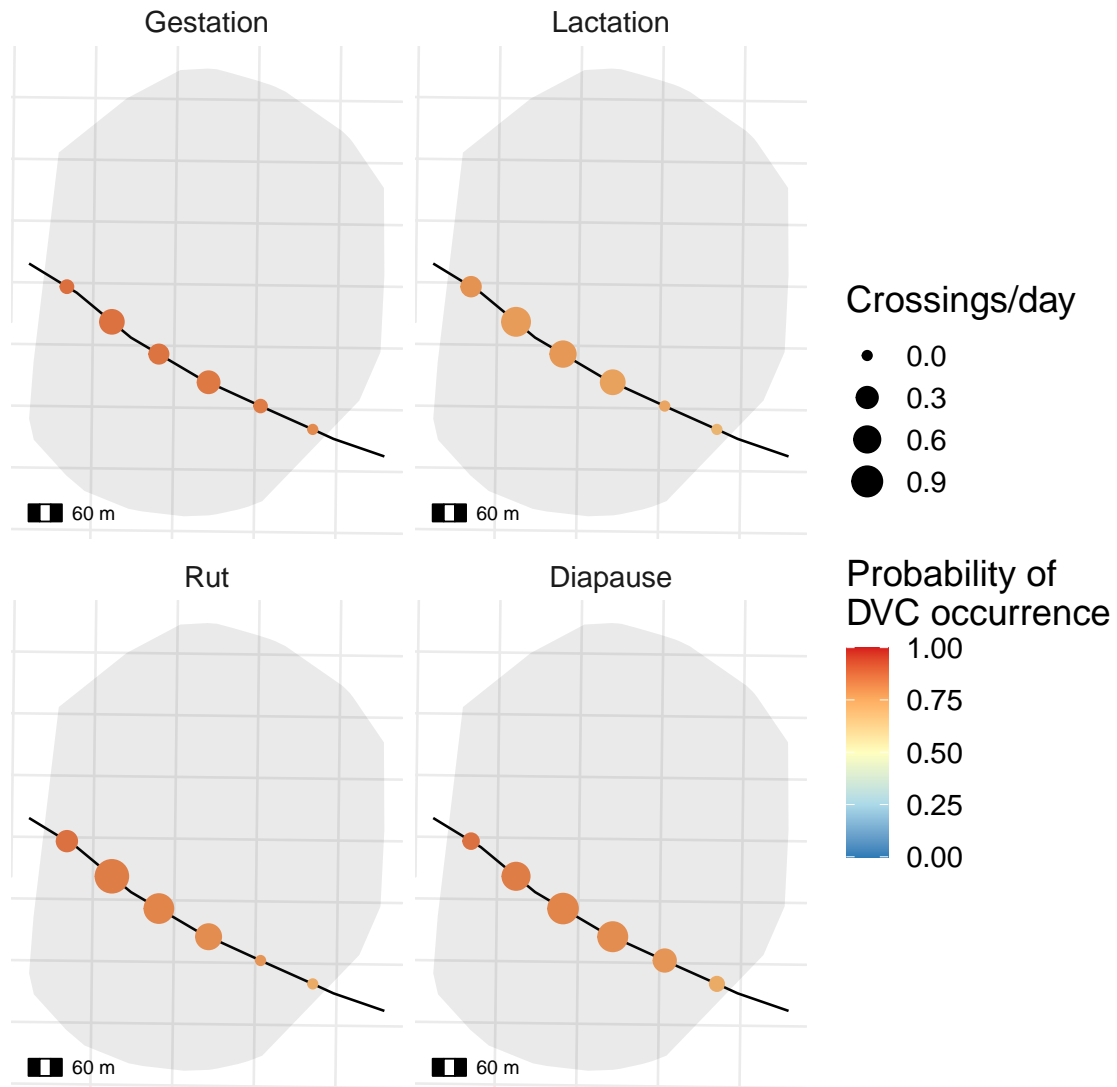 Gestation
Lactation
60 m
60 m
Rut
Diapause
60 m
60 m
Crossings/day
0.0
0.3
0.6
0.9
Probability of
DVC occurrence
1.00
0.75
0.50
0.25
0.00